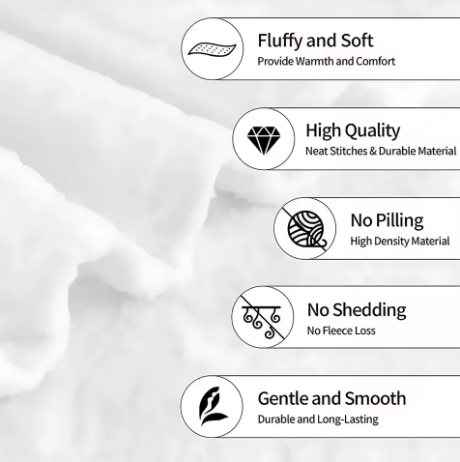 Fluffy and Soft
Provide Warmth and Comfort
High Quality
Neat Stitches & Durable Material
No Pilling
High Density Material
No Shedding
No Fleece Loss
Gentle and Smooth
Durable and Long-Lasting